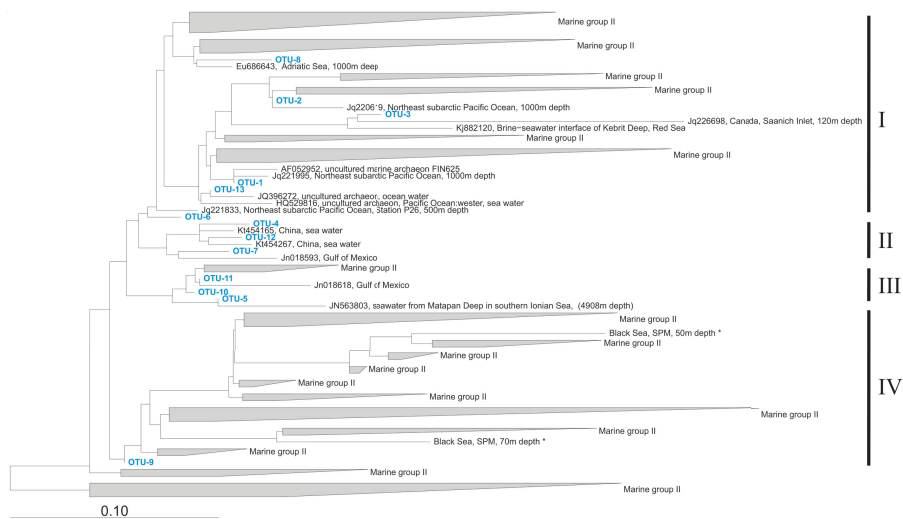 Marine group II
Marine group II
OTU-8
Eu686643, Adriatic Sea, 1000m deep
Marine group II
Marine group II
OTU-2
Jq220619, Northeast subarctic Pacific Ocean, 1000m depth
OTU-3
Jq226698, Canada, Saanich Inlet, 120m depth
Kj882120, Brine-seawater interface of Kebrit Deep, Red Sea
Marine group II
Marine group II
AF052952, uncultured marine archaeon FIN625
Jq221995, Northeast subarctic Pacific Ocean, 1000m depth
OTU-1
OTU-13
JQ396272, uncultured archaeon, ocean water
HQ529816, uncultured archaeon, Pacific Ocean:wester, sea water
Jq221833, Northeast subarctic Pacific Ocean, Station P26, 500m depth
OTU-6
I
OTU-4
Kt454165, China, sea water
OTU-12
Kt454267, China, sea water
OTU-7
Jn018593, Gulf of Mexico
II
Marine group II
OTU-11
Jn018618, Gulf of Mexico
OTU-10
OTU-5
JN563803, seawater from Matapan Deep in southern Ionian Sea, (4908m depth)
III
Marine group II
Black Sea, SPM, 50m depth *
Marine group II
Marine group II
Marine group II
Marine group II
Marine group II
Marine group II
Marine group II
Black Sea, SPM, 70m depth *
Marine group II
OTU-9
IV
Marine group II
Marine group II
0.10